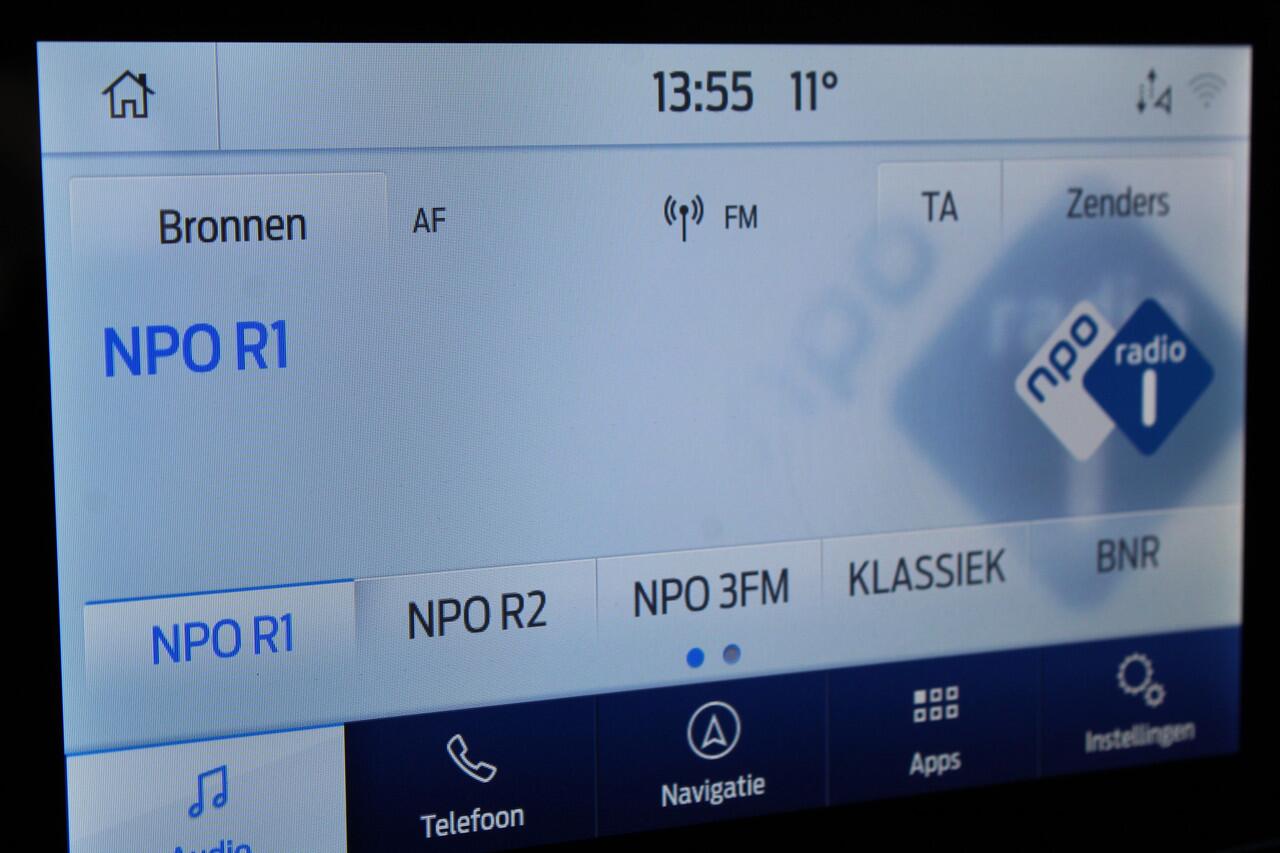 13:55 11°
Bronnen AF FM TA Zenders
NPO R1
npo radio 1
NPO R1 NPO R2 NPO 3FM KLASSIEK BNR
Audio Telefoon Navigatie Apps Instellingen